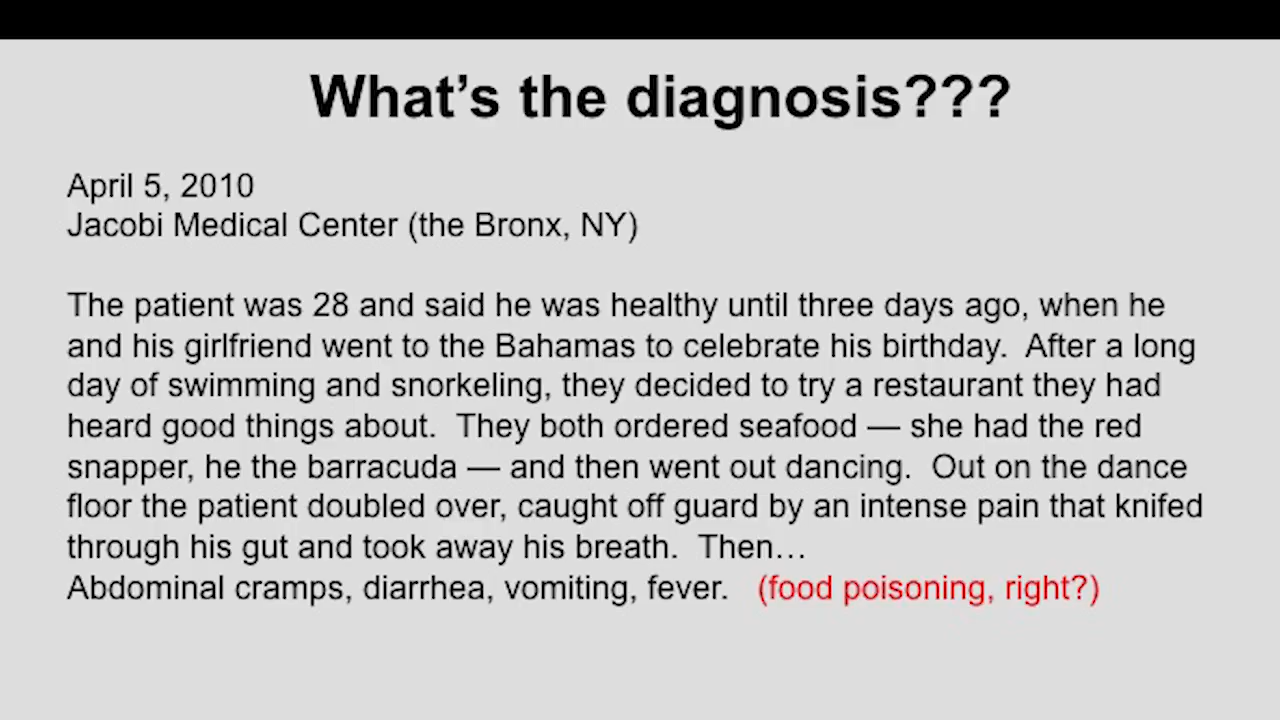 What’s the diagnosis???
April 5, 2010
Jacobi Medical Center (the Bronx, NY)
The patient was 28 and said he was healthy until three days ago, when he
and his girlfriend went to the Bahamas to celebrate his birthday.  After a long
day of swimming and snorkeling, they decided to try a restaurant they had
heard good things about.  They both ordered seafood — she had the red
snapper, he the barracuda — and then went out dancing.  Out on the dance
floor the patient doubled over, caught off guard by an intense pain that knifed
through his gut and took away his breath.  Then…
Abdominal cramps, diarrhea, vomiting, fever.   (food poisoning, right?)